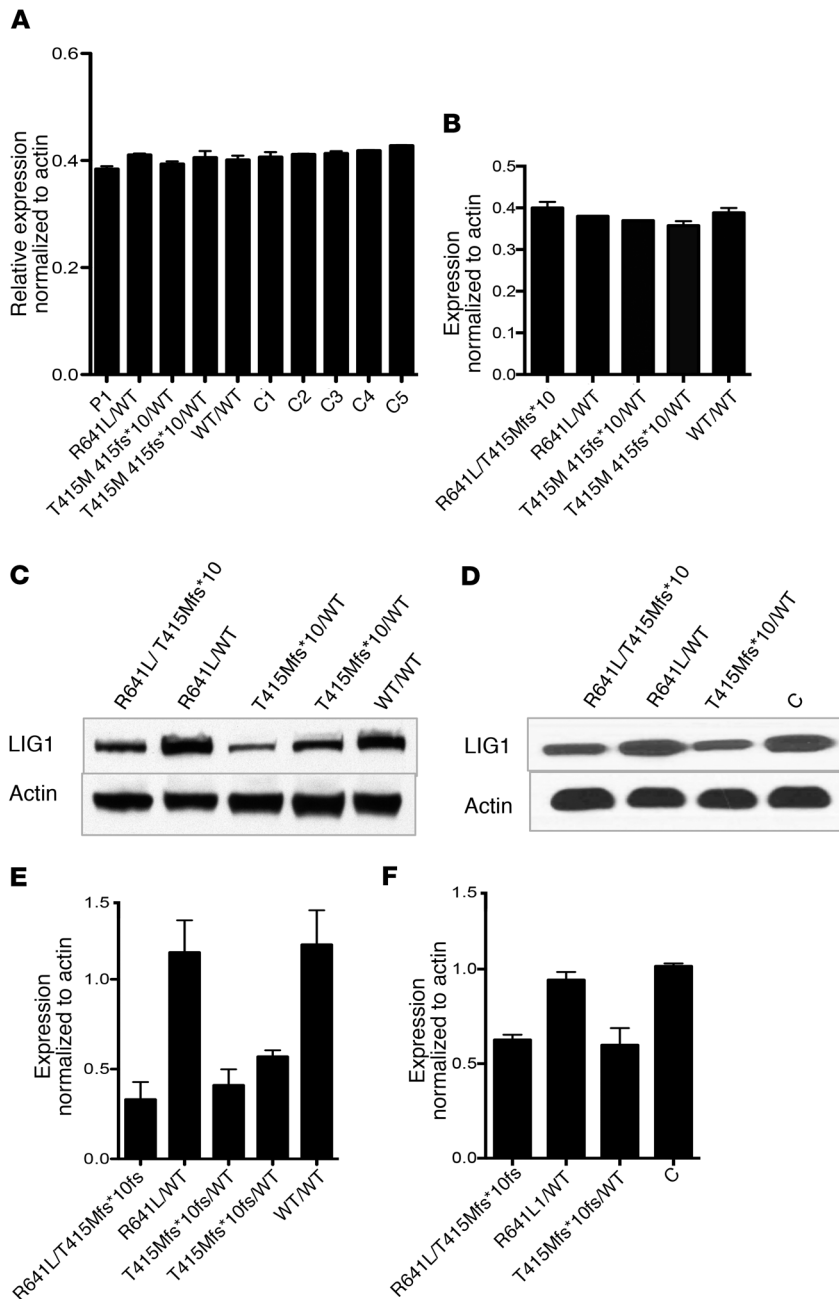 A
Relative expression
normalized to actin
0.6
0.4
0.2
0.0
P1
R641L/WT
T415M 415fs*10/WT
T415M 415fs*10/WT
WT/WT
C1
C2
C3
C4
C5
B
Expression
normalized to actin
0.5
0.4
0.3
0.2
0.1
0.0
R641L/T415Mfs*10
R641L/WT
T415M 415fs*10/WT
T415M 415fs*10/WT
WT/WT
C
R641L/ T415Mfs*10
R641L/WT
T415Mfs*10/WT
T415Mfs*10/WT
WT/WT
LIG1
Actin
D
R641L/T415Mfs*10
R641L/WT
T415Mfs*10/WT
C
LIG1
Actin
E
Expression
normalized to actin
1.5
1.0
0.5
0.0
R641L/T415Mfs*10fs
R641L/WT
T415Mfs*10fs/WT
T415Mfs*10fs/WT
WT/WT
F
Expression
normalized to actin
1.5
1.0
0.5
0.0
R641L/T415Mfs*10fs
R641L1/WT
T415Mfs*10fs/WT
C